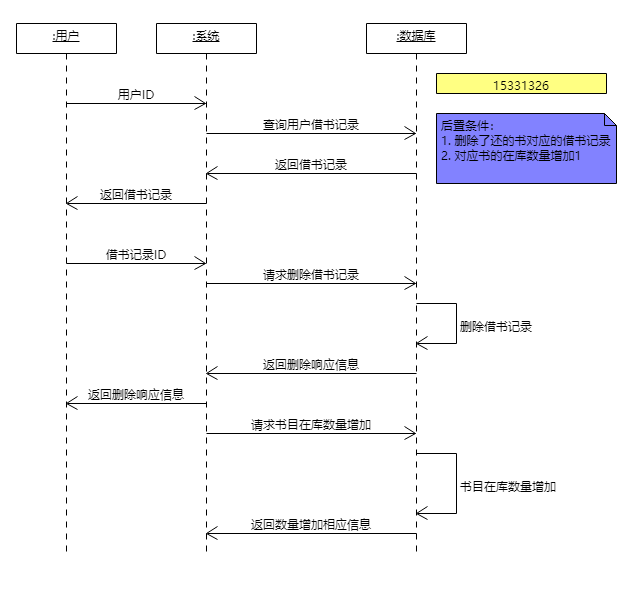 :用户
:系统
:数据库
15331326
用户ID
后置条件：
1. 删除了还的书对应的借书记录
2. 对应书的在库数量增加1
查询用户借书记录
返回借书记录
返回借书记录
借书记录ID
请求删除借书记录
删除借书记录
返回删除响应信息
返回删除响应信息
请求书目在库数量增加
书目在库数量增加
返回数量增加相应信息